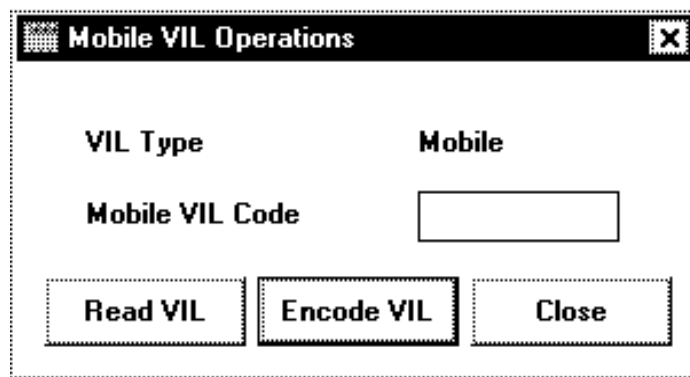 Mobile VIL Operations
VIL Type Mobile
Mobile VIL Code
Read VIL Encode VIL Close